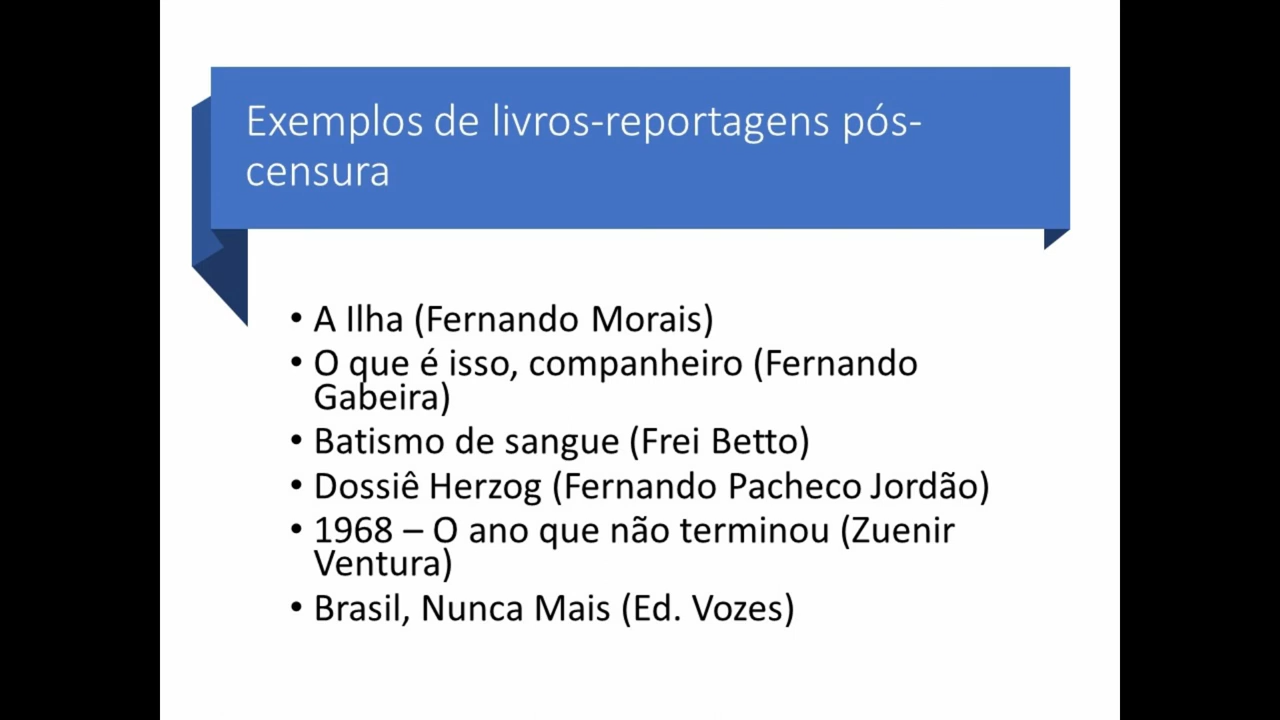 Exemplos de livros-reportagens pós-
censura
• A Ilha (Fernando Morais)
• O que é isso, companheiro (Fernando
Gabeira)
• Batismo de sangue (Frei Betto)
• Dossiê Herzog (Fernando Pacheco Jordão)
• 1968 – O ano que não terminou (Zuenir
Ventura)
• Brasil, Nunca Mais (Ed. Vozes)